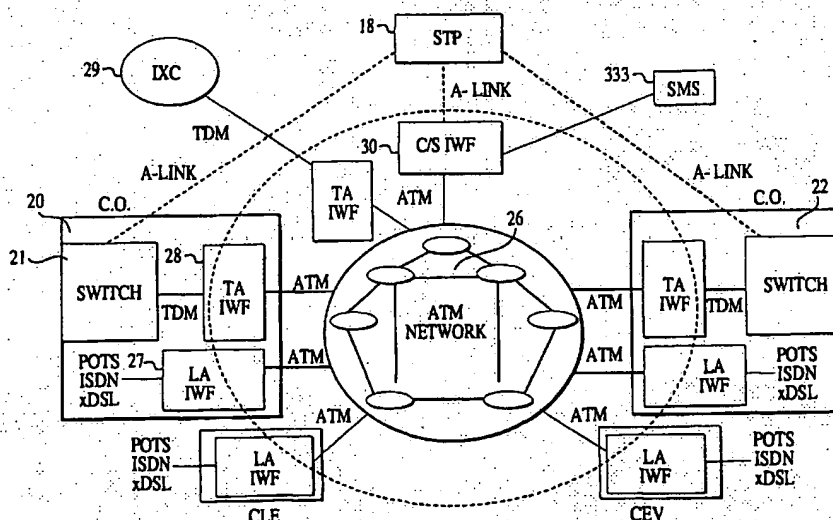 18
STP
29
IXC
333
SMS
A-LINK
TDM
30
C/S IWF
A-LINK
A-LINK
TA
IWF
ATM
20
C.O.
26
C.O.
22
21
SWITCH
28
TA
IWF
TDM
ATM
ATM
NETWORK
ATM
TA
IWF
TDM
SWITCH
POTS
ISDN
xDSL
27
LA
IWF
ATM
ATM
LA
IWF
POTS
ISDN
xDSL
ATM
ATM
POTS
ISDN
xDSL
LA
IWF
LA
IWF
POTS
ISDN
xDSL
CEV